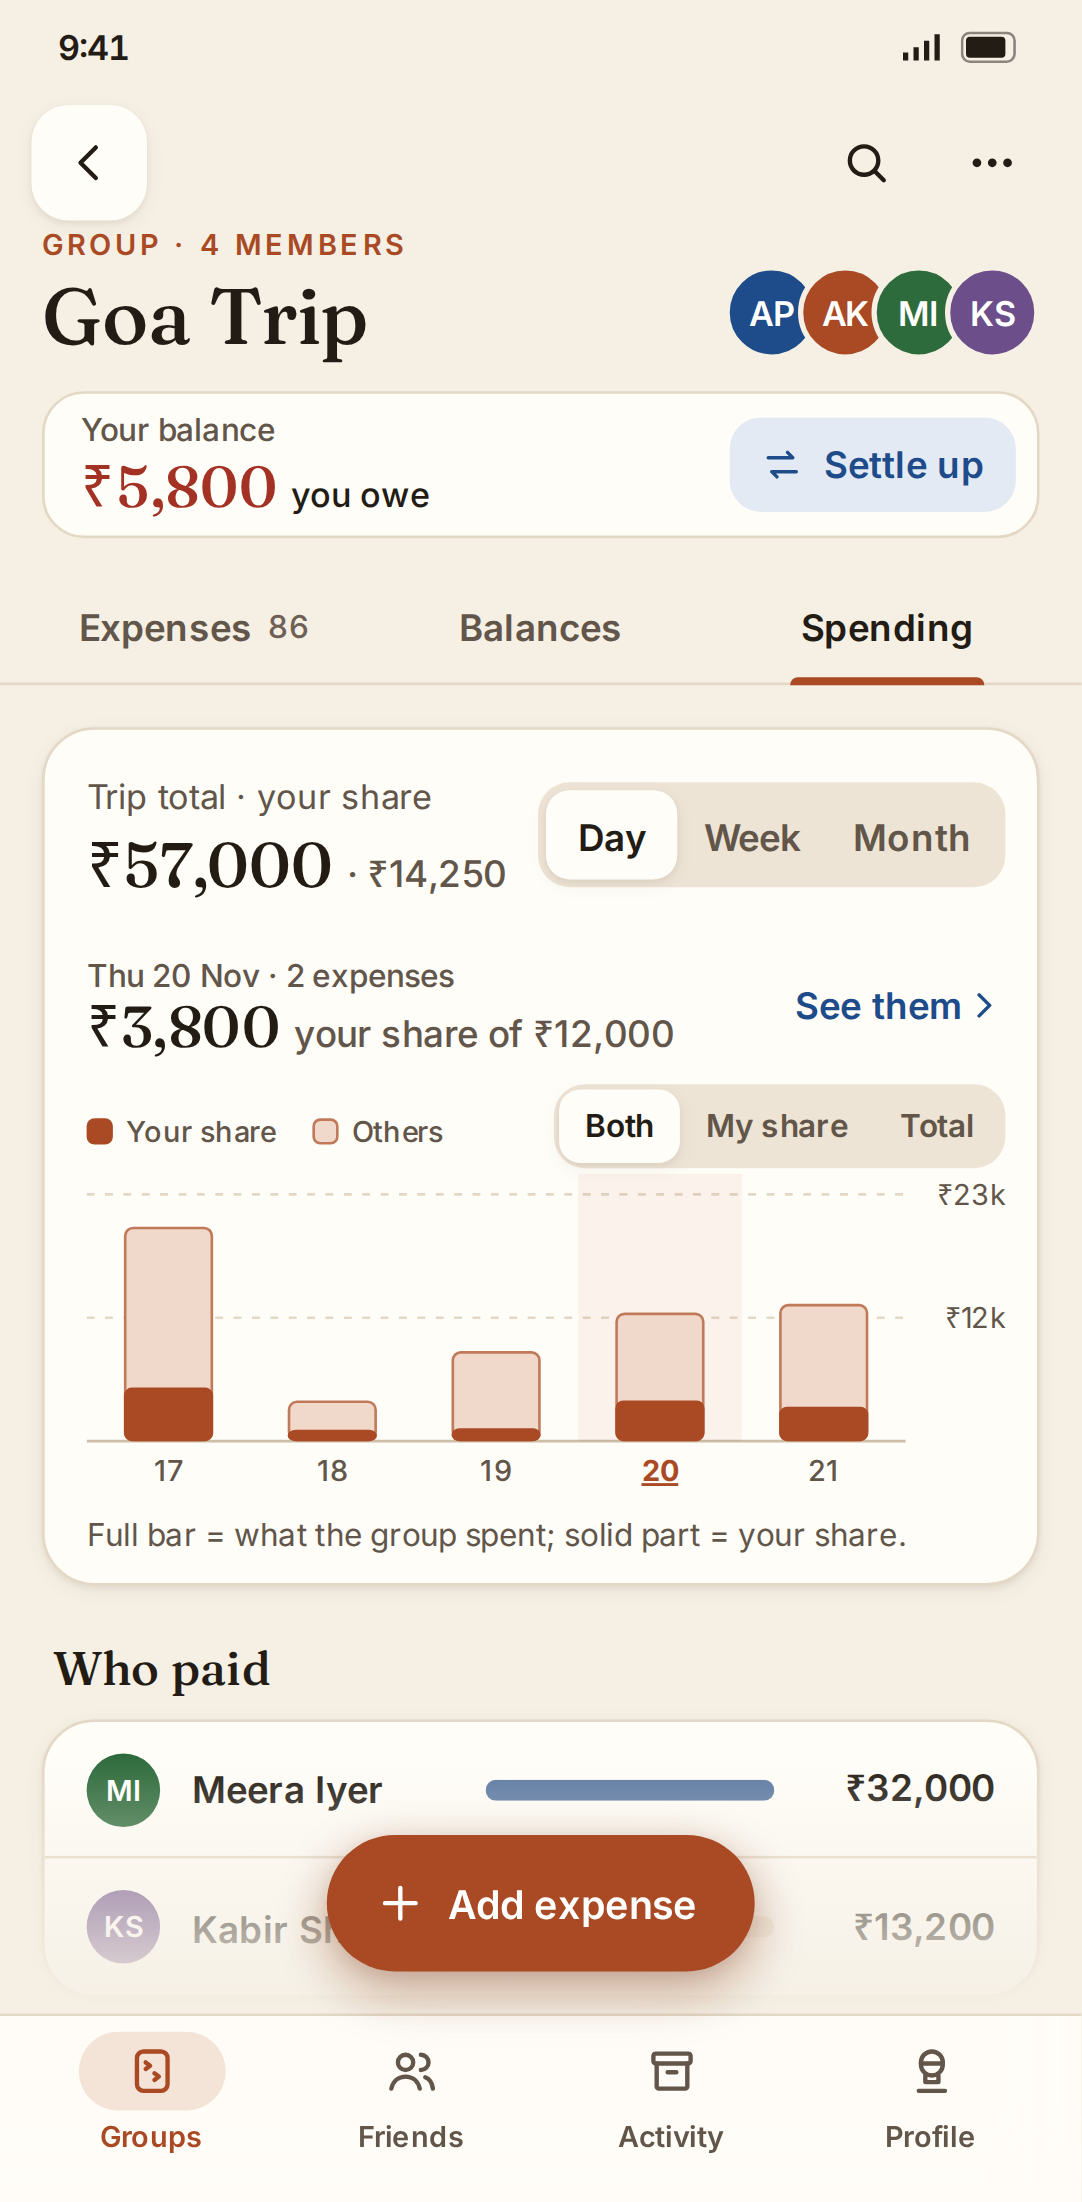 9:41
GROUP · 4 MEMBERS
Goa Trip
AP AK MI KS
Your balance
₹5,800 you owe
Settle up
Expenses 86 Balances Spending
Trip total · your share
₹57,000 · ₹14,250
Day Week Month
Thu 20 Nov · 2 expenses
₹3,800 your share of ₹12,000
See them
Your share Others
Both My share Total
₹23k
₹12k
17 18 19 20 21
Full bar = what the group spent; solid part = your share.
Who paid
MI Meera Iyer ₹32,000
KS Kabir ₹13,200
Add expense
Groups Friends Activity Profile